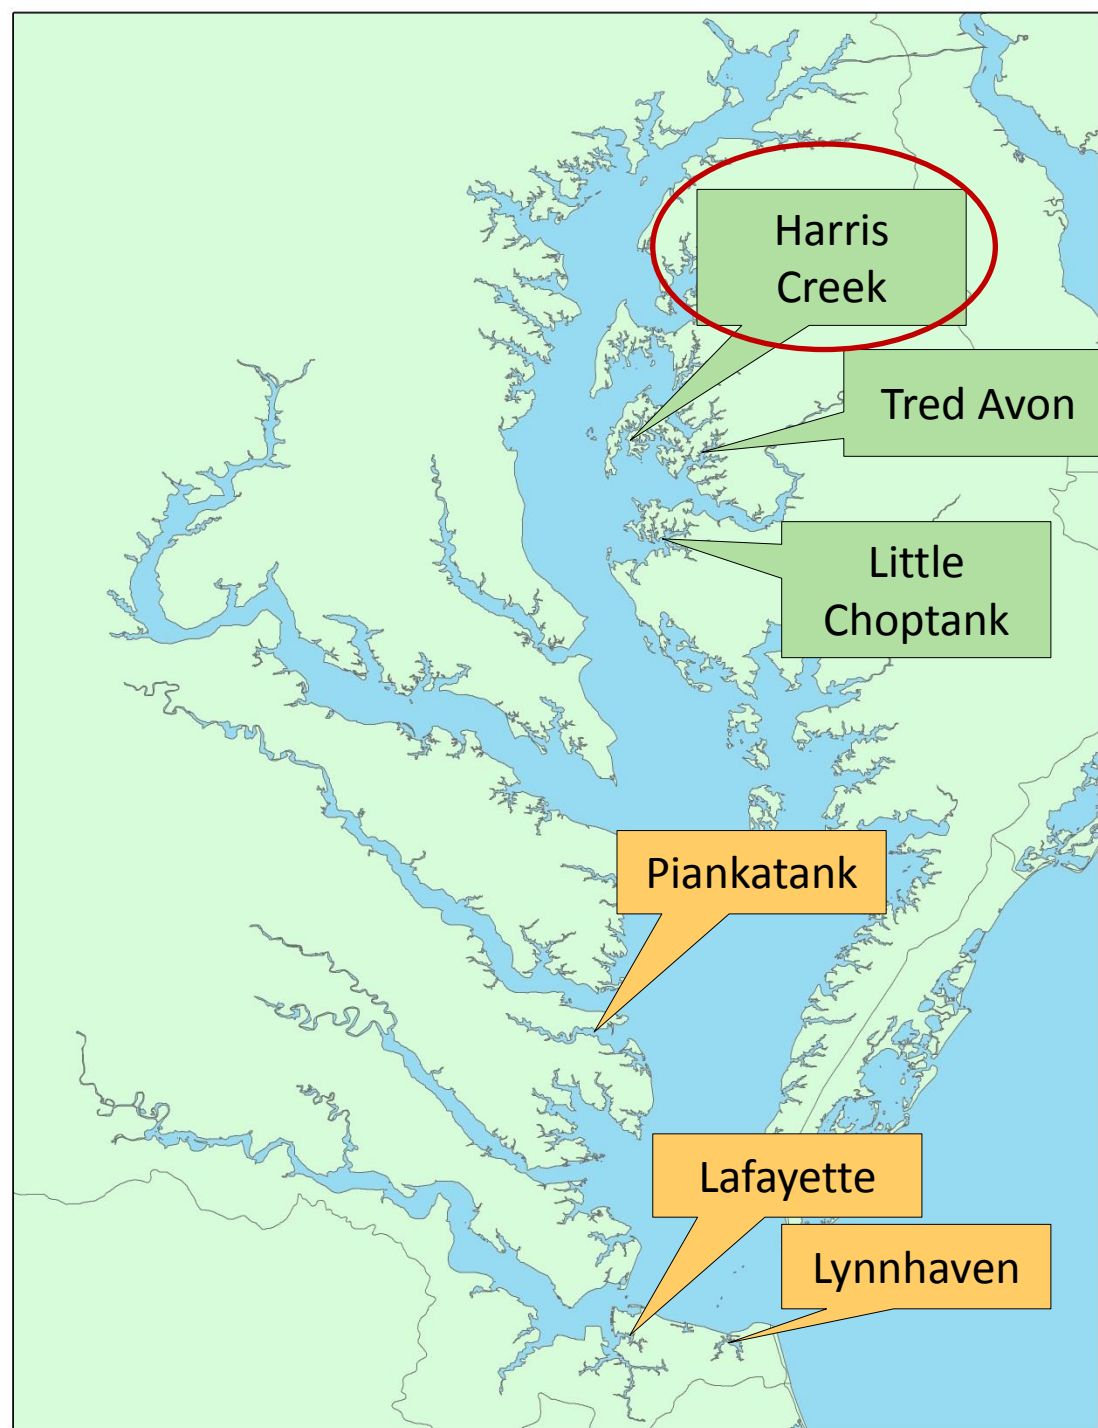 Harris
Creek
Tred Avon
Little
Choptank
Piankatank
Lafayette
Lynnhaven